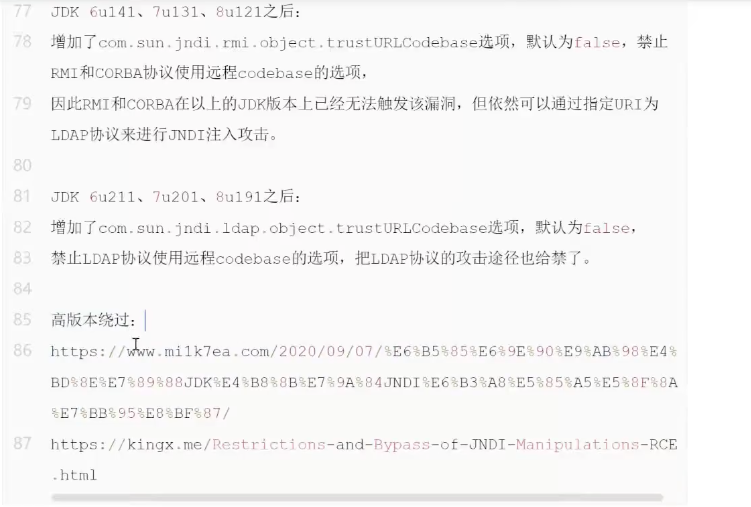 77 JDK 6u141、7u131、8u121之后：
78 增加了com.sun.jndi.rmi.object.trustURLCodebase选项，默认为false，禁止
RMI和CORBA协议使用远程codebase的选项，
79 因此RMI和CORBA在以上的JDK版本上已经无法触发该漏洞，但依然可以通过指定URI为
LDAP协议来进行JNDI注入攻击。
80
81 JDK 6u211、7u201、8u191之后：
82 增加了com.sun.jndi.ldap.object.trustURLCodebase选项，默认为false，
83 禁止LDAP协议使用远程codebase的选项，把LDAP协议的攻击途径也给禁了。
84
85 高版本绕过：
86 https://www.mi1k7ea.com/2020/09/07/%E6%B5%85%E6%9E%90%E9%AB%98%E4%
BD%8E%E7%89%88JDK%E4%B8%8B%E7%9A%84JNDI%E6%B3%A8%E5%85%A5%E5%8F%8A
%E7%BB%95%E8%BF%87/
87 https://kingx.me/Restrictions-and-Bypass-of-JNDI-Manipulations-RCE
.html